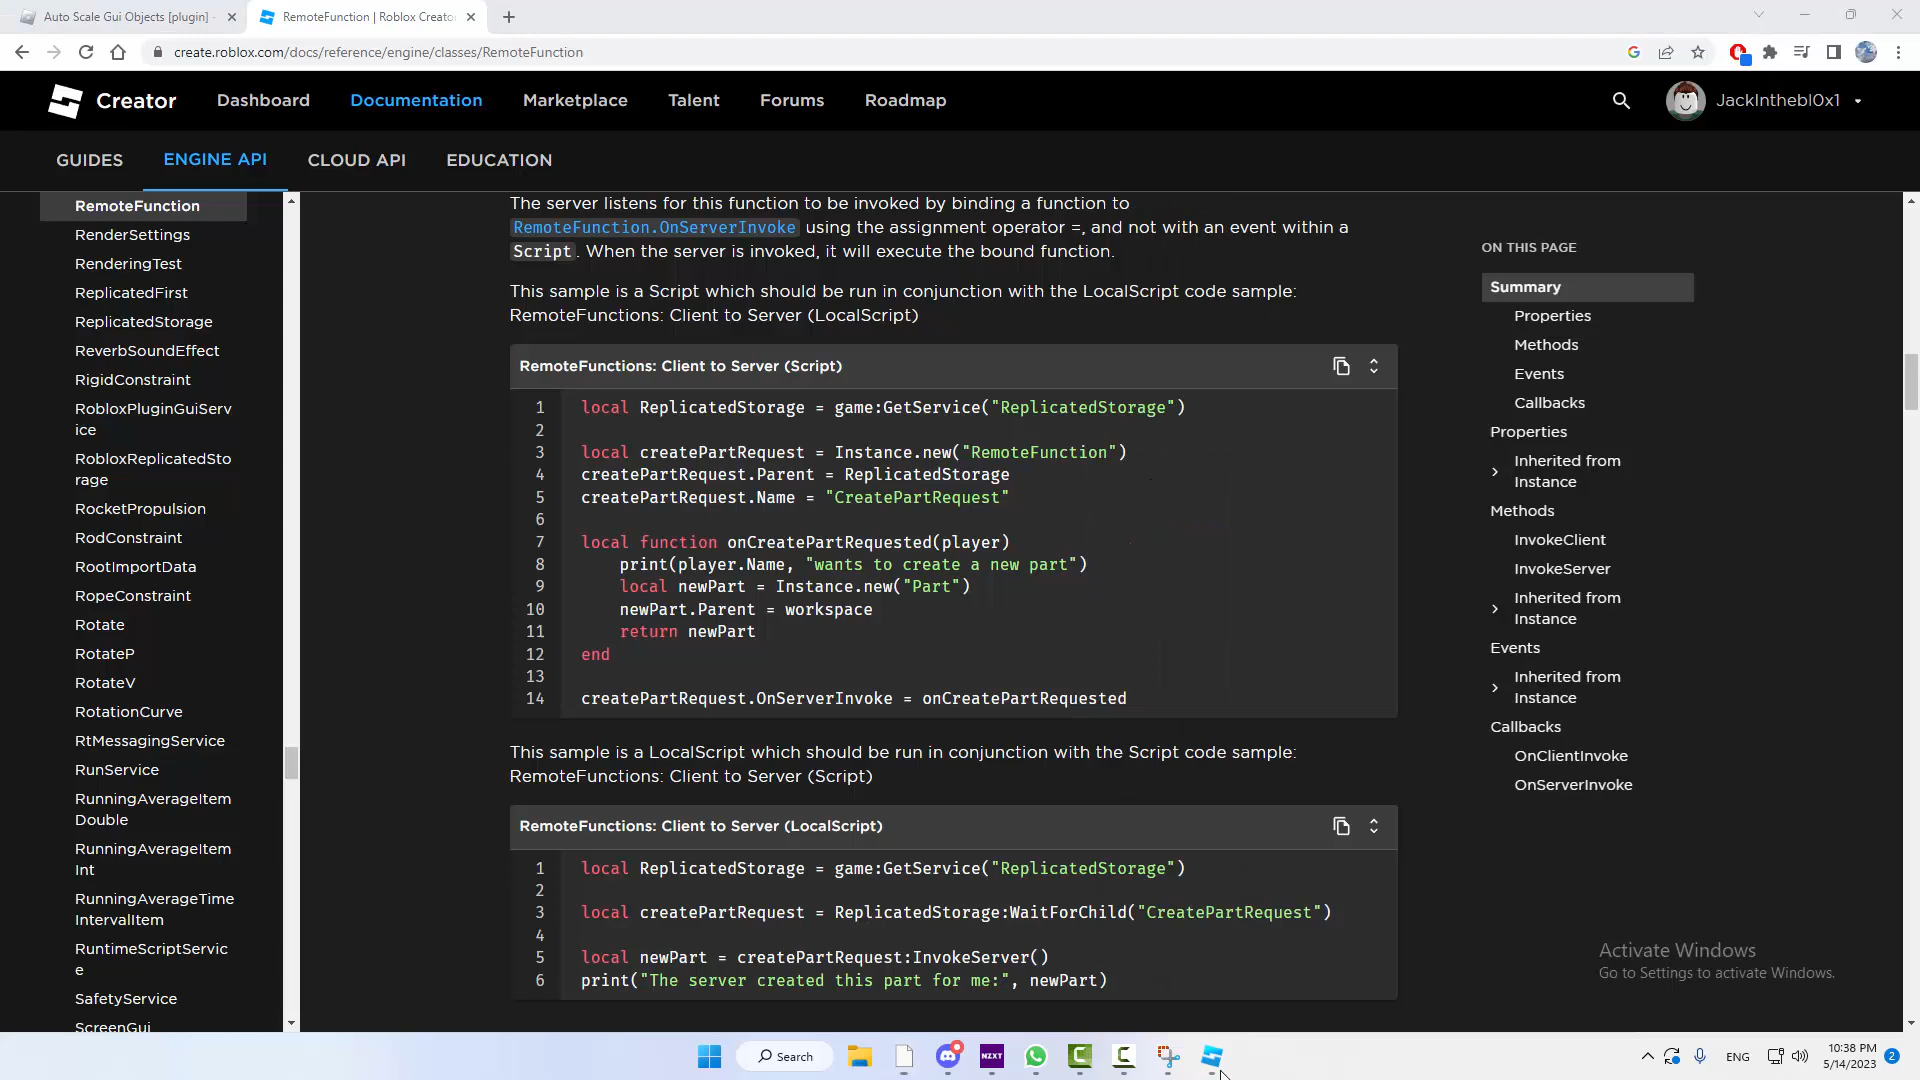 Auto Scale Gui Objects [plugin]
RemoteFunction | Roblox Creator
create.roblox.com/docs/reference/engine/classes/RemoteFunction
Creator
Dashboard
Documentation
Marketplace
Talent
Forums
Roadmap
JackInthebl0x1
GUIDES
ENGINE API
CLOUD API
EDUCATION
RemoteFunction
RenderSettings
RenderingTest
ReplicatedFirst
ReplicatedStorage
ReverbSoundEffect
RigidConstraint
RobloxPluginGuiServ
ice
RobloxReplicatedSto
rage
RocketPropulsion
RodConstraint
RootImportData
RopeConstraint
Rotate
RotateP
RotateV
RotationCurve
RtMessagingService
RunService
RunningAverageItem
Double
RunningAverageItem
Int
RunningAverageTime
IntervalItem
RuntimeScriptServic
e
SafetyService
ScreenGui
The server listens for this function to be invoked by binding a function to
RemoteFunction.OnServerInvoke using the assignment operator =, and not with an event within a
Script. When the server is invoked, it will execute the bound function.
This sample is a Script which should be run in conjunction with the LocalScript code sample:
RemoteFunctions: Client to Server (LocalScript)
RemoteFunctions: Client to Server (Script)
1 local ReplicatedStorage = game:GetService("ReplicatedStorage")
2
3 local createPartRequest = Instance.new("RemoteFunction")
4 createPartRequest.Parent = ReplicatedStorage
5 createPartRequest.Name = "CreatePartRequest"
6
7 local function onCreatePartRequested(player)
8 print(player.Name, "wants to create a new part")
9 local newPart = Instance.new("Part")
10 newPart.Parent = workspace
11 return newPart
12 end
13
14 createPartRequest.OnServerInvoke = onCreatePartRequested
This sample is a LocalScript which should be run in conjunction with the Script code sample:
RemoteFunctions: Client to Server (Script)
RemoteFunctions: Client to Server (LocalScript)
1 local ReplicatedStorage = game:GetService("ReplicatedStorage")
2
3 local createPartRequest = ReplicatedStorage:WaitForChild("CreatePartRequest")
4
5 local newPart = createPartRequest:InvokeServer()
6 print("The server created this part for me:", newPart)
ON THIS PAGE
Summary
Properties
Methods
Events
Callbacks
Properties
Inherited from
Instance
Methods
InvokeClient
InvokeServer
Inherited from
Instance
Events
Inherited from
Instance
Callbacks
OnClientInvoke
OnServerInvoke
Activate Windows
Go to Settings to activate Windows.
Search
NZXT
ENG
10:38 PM
5/14/2023
2